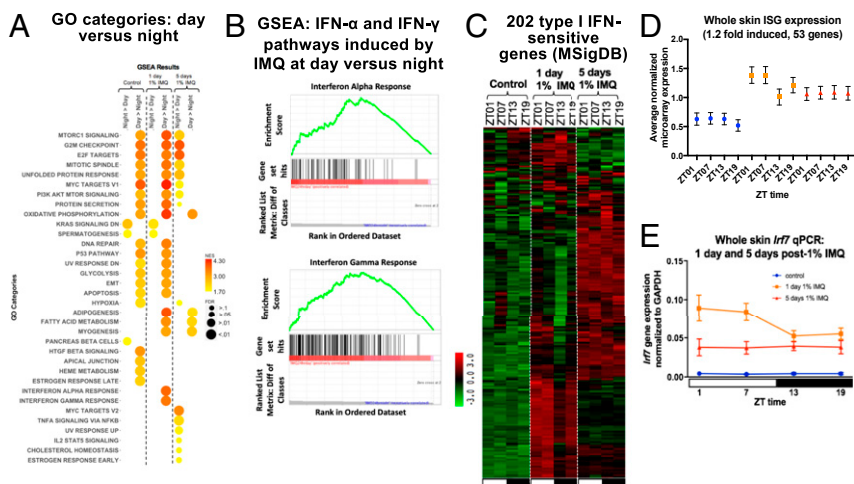 A
GO categories: day
versus night
GSEA Results
Control
1 day
1% IMQ
5 days
1% IMQ
Night > Day
Day > Night
Night > Day
Day > Night
Night > Day
Day > Night
MTORC1 SIGNALING
G2M CHECKPOINT
E2F TARGETS
MITOTIC SPINDLE
UNFOLDED PROTEIN RESPONSE
MYC TARGETS V1
PI3K AKT MTOR SIGNALING
PROTEIN SECRETION
OXIDATIVE PHOSPHORYLATION
KRAS SIGNALING DN
SPERMATOGENESIS
DNA REPAIR
P53 PATHWAY
UV RESPONSE DN
GLYCOLYSIS
EMT
APOPTOSIS
HYPOXIA
ADIPOGENESIS
FATTY ACID METABOLISM
MYOGENESIS
PANCREAS BETA CELLS
HTGF BETA SIGNALING
APICAL JUNCTION
HEME METABOLISM
ESTROGEN RESPONSE LATE
INTERFERON ALPHA RESPONSE
INTERFERON GAMMA RESPONSE
MYC TARGETS V2
TNFA SIGNALING VIA NFKB
UV RESPONSE UP
IL2 STAT5 SIGNALING
CHOLESTEROL HOMEOSTASIS
ESTROGEN RESPONSE EARLY
GO Categories
NES
4.30
3.00
1.70
FDR
>.01
<.01
B
GSEA: IFN-α and IFN-γ
pathways induced by
IMQ at day versus night
Interferon Alpha Response
Enrichment
Score
Gene
set
hits
Ranked List
Metric: Diff of
Classes
Rank in Ordered Dataset
Interferon Gamma Response
Enrichment
Score
Gene set
hits
Ranked List
Metric: Diff of
Classes
Rank in Ordered Dataset
C
202 type I IFN-
sensitive
genes (MSigDB)
Control
1 day
1% IMQ
5 days
1% IMQ
ZT01
ZT07
ZT13
ZT19
ZT01
ZT07
ZT13
ZT19
ZT01
ZT07
ZT13
ZT19
-3.0 0 3.0
D
Whole skin ISG expression
(1.2 fold induced, 53 genes)
Average normalized
microarray expression
2.0
1.5
1.0
0.5
0.0
ZT01
ZT07
ZT13
ZT19
ZT01
ZT07
ZT13
ZT19
ZT01
ZT07
ZT13
ZT19
ZT time
E
Whole skin Irf7 qPCR:
1 day and 5 days post-1% IMQ
Irf7 gene expression
normalized to GAPDH
0.15
0.10
0.05
0.00
control
1 day 1% IMQ
5 days 1% IMQ
1
7
13
19
ZT time